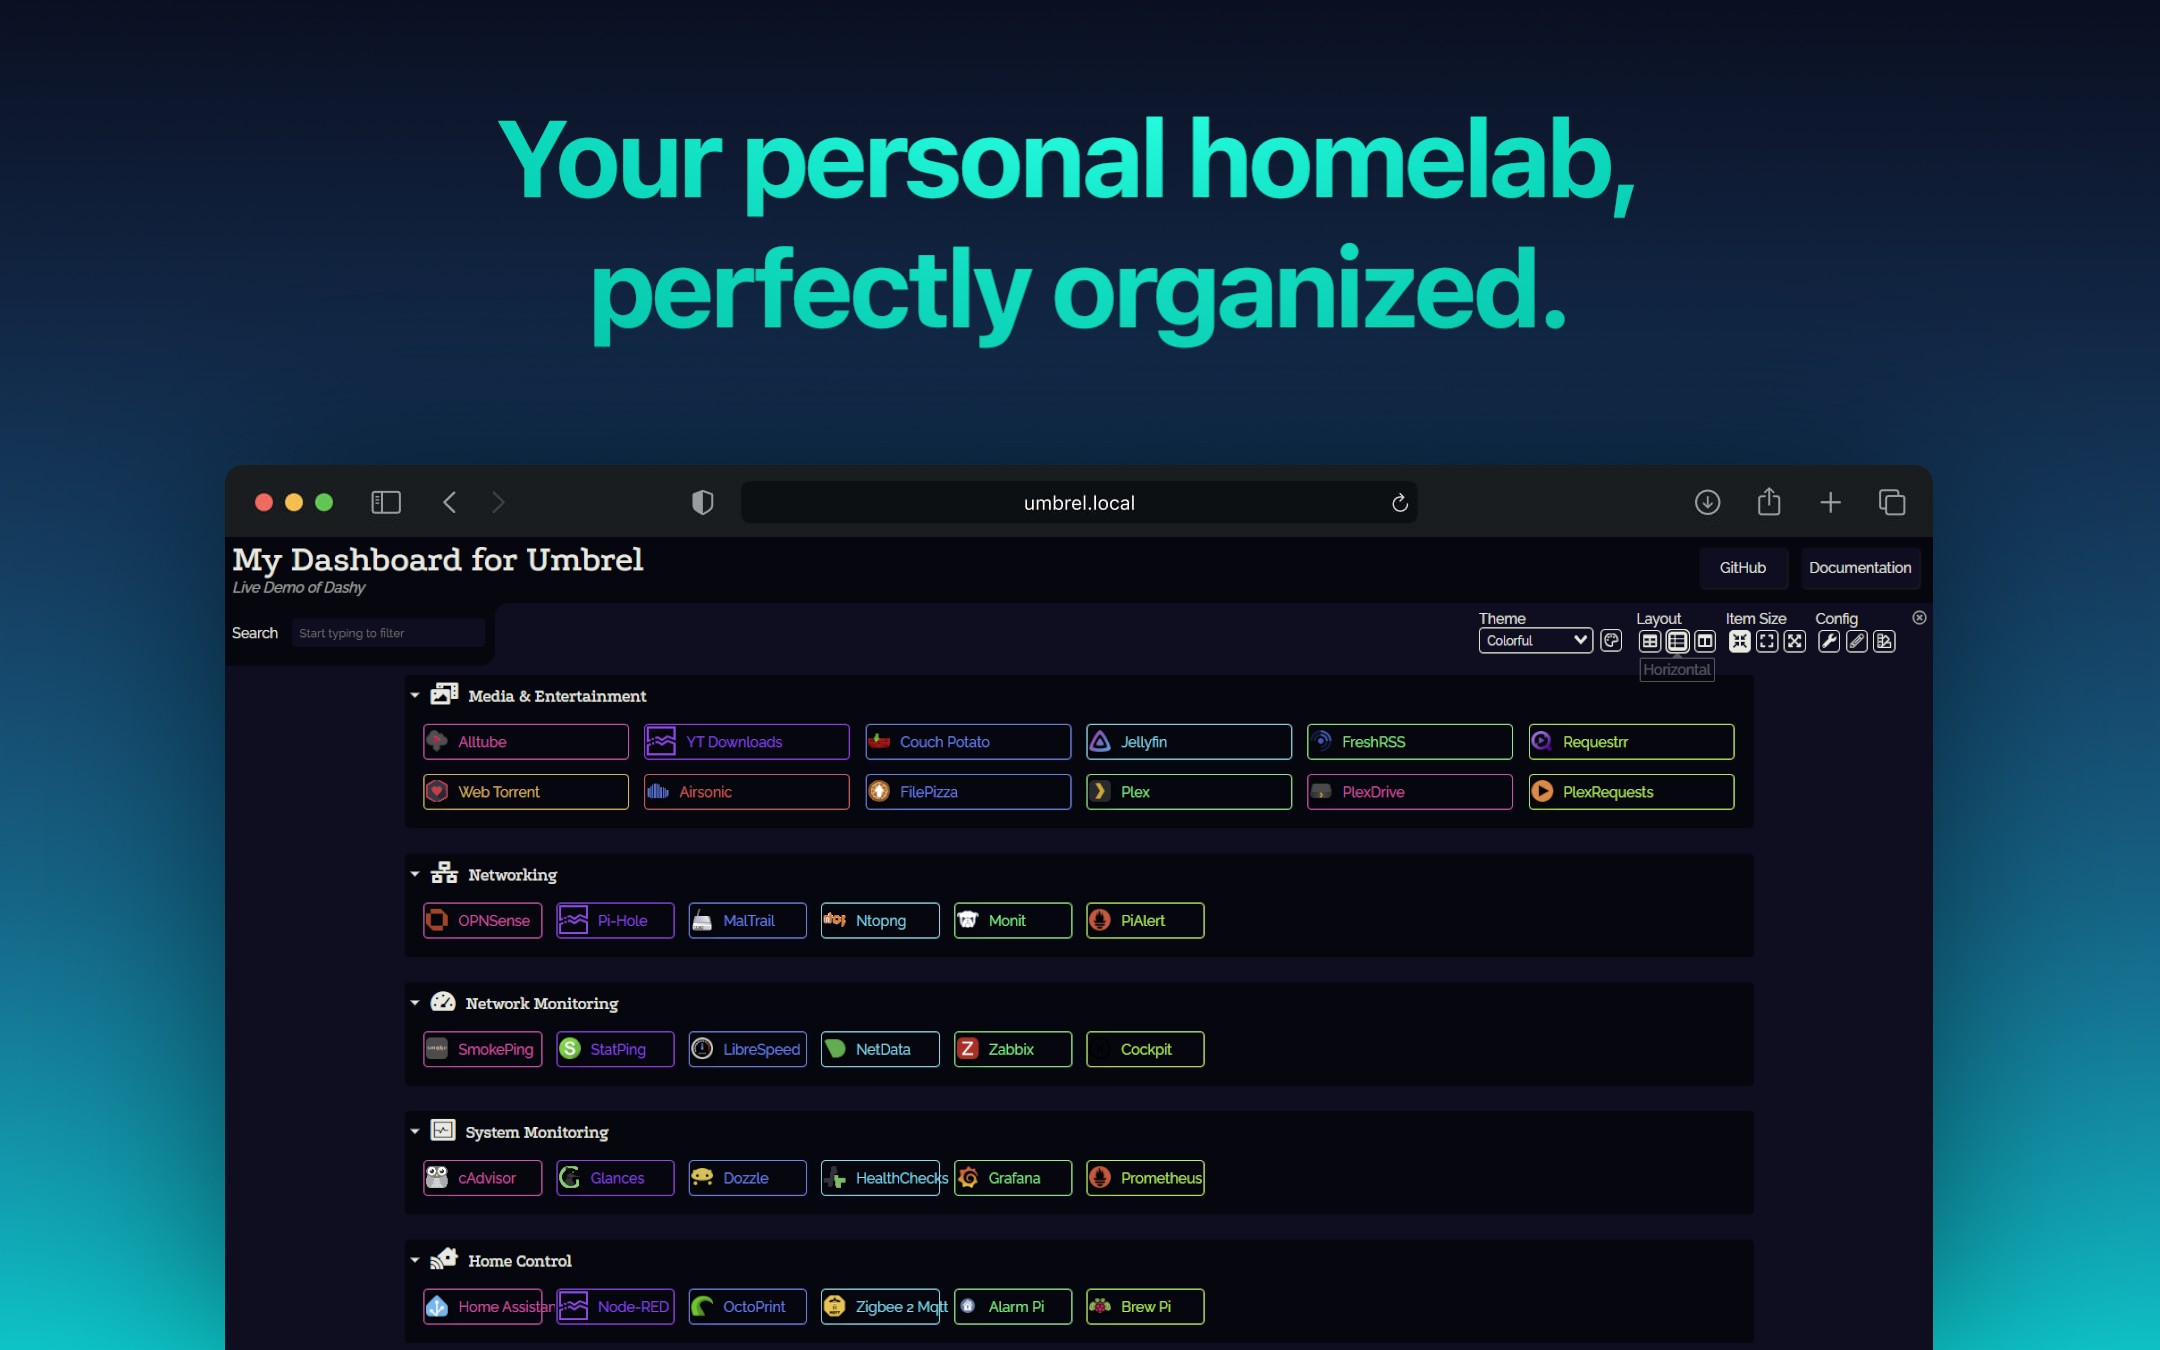 Your personal homelab,
perfectly organized.
umbrel.local
My Dashboard for Umbrel
Live Demo of Dashy
GitHub
Documentation
Search
Start typing to filter
Theme
Layout
Item Size
Config
Colorful
Horizontal
Media & Entertainment
Alltube
YT Downloads
Couch Potato
Jellyfin
FreshRSS
Requestrr
Web Torrent
Airsonic
FilePizza
Plex
PlexDrive
PlexRequests
Networking
OPNSense
Pi-Hole
MalTrail
Ntopng
Monit
PiAlert
Network Monitoring
SmokePing
StatPing
LibreSpeed
NetData
Zabbix
Cockpit
System Monitoring
cAdvisor
Glances
Dozzle
HealthChecks
Grafana
Prometheus
Home Control
Home Assistan
Node-RED
OctoPrint
Zigbee 2 Mqtt
Alarm Pi
Brew Pi